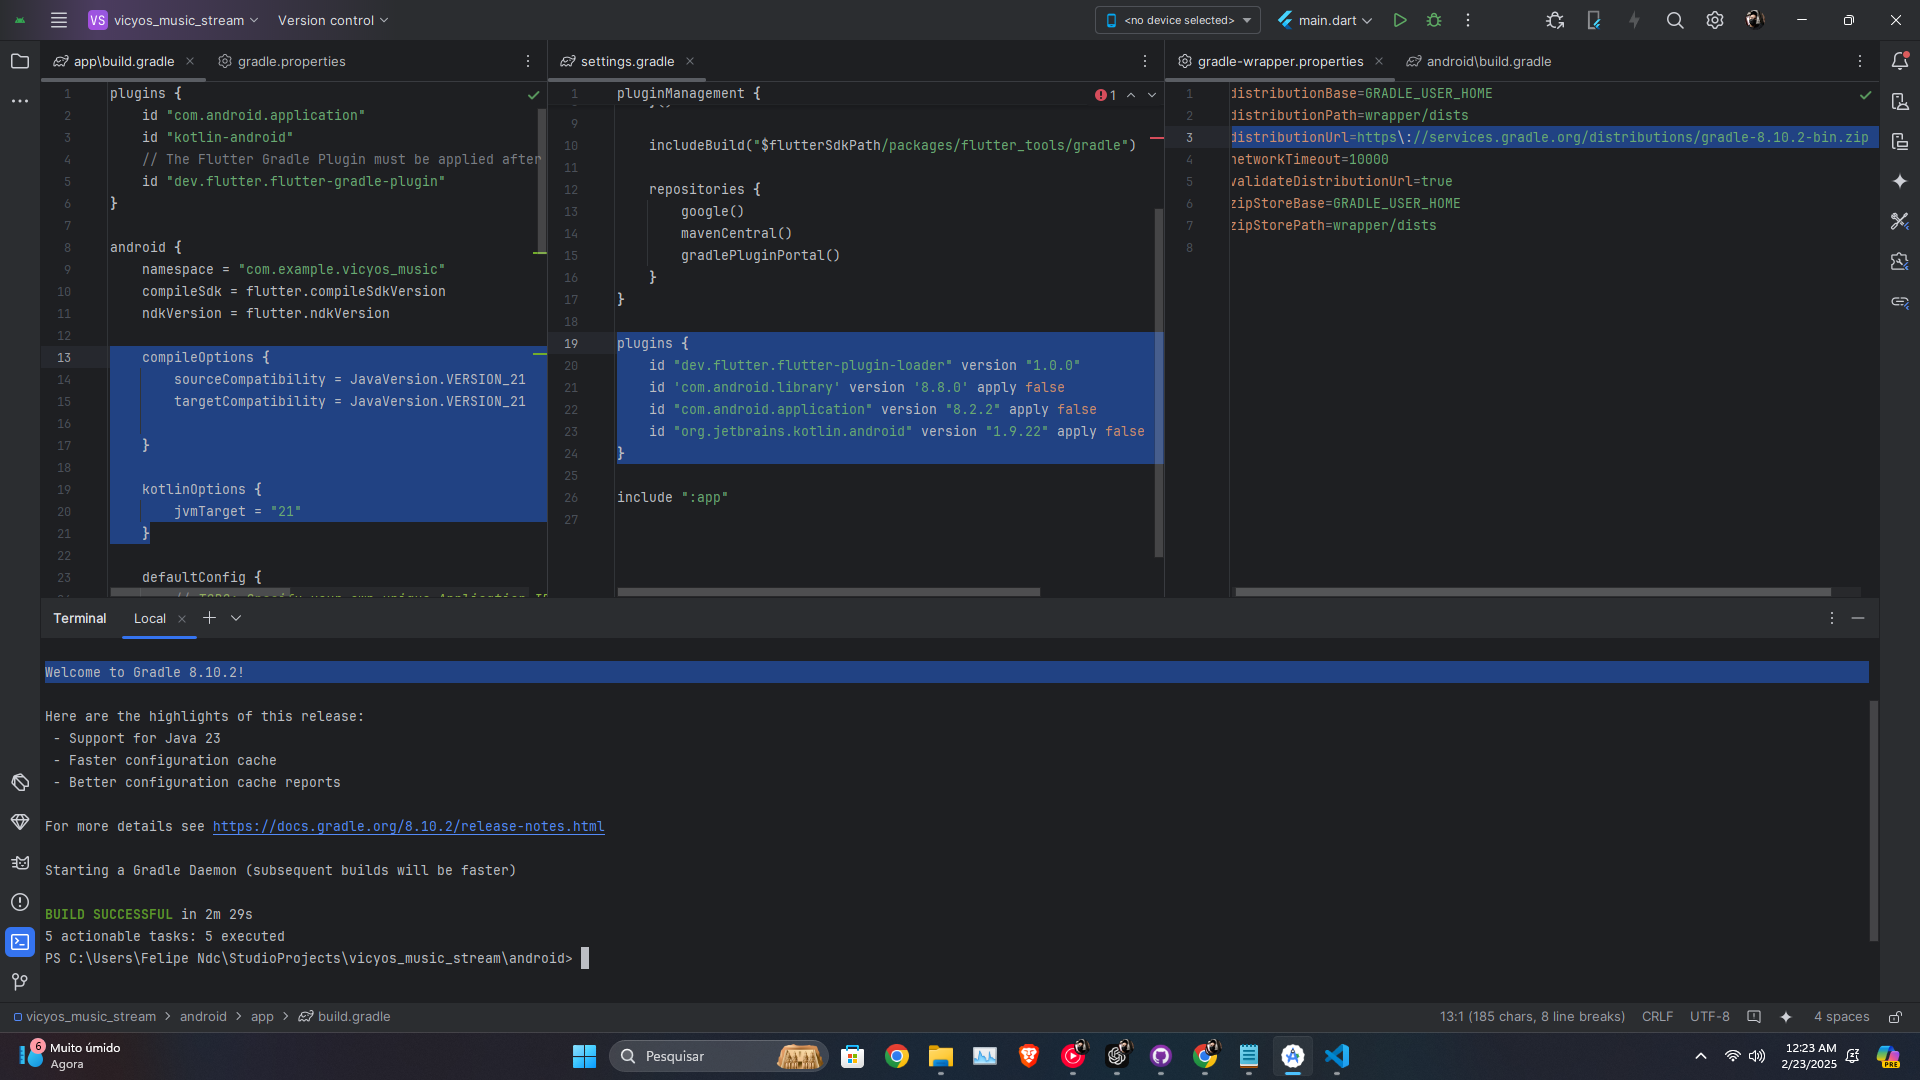 VS vicyos_music_stream Version control <no device selected> main.dart
app\build.gradle gradle.properties
1 plugins {
2 id "com.android.application"
3 id "kotlin-android"
4 // The Flutter Gradle Plugin must be applied after
5 id "dev.flutter.flutter-gradle-plugin"
6 }
7
8 android {
9 namespace = "com.example.vicyos_music"
10 compileSdk = flutter.compileSdkVersion
11 ndkVersion = flutter.ndkVersion
12
13 compileOptions {
14 sourceCompatibility = JavaVersion.VERSION_21
15 targetCompatibility = JavaVersion.VERSION_21
16
17 }
18
19 kotlinOptions {
20 jvmTarget = "21"
21 }
22
23 defaultConfig {
settings.gradle
1 pluginManagement {
1
9
10 includeBuild("$flutterSdkPath/packages/flutter_tools/gradle")
11
12 repositories {
13 google()
14 mavenCentral()
15 gradlePluginPortal()
16 }
17 }
18
19 plugins {
20 id "dev.flutter.flutter-plugin-loader" version "1.0.0"
21 id 'com.android.library' version '8.8.0' apply false
22 id "com.android.application" version "8.2.2" apply false
23 id "org.jetbrains.kotlin.android" version "1.9.22" apply false
24 }
25
26 include ":app"
27
gradle-wrapper.properties android\build.gradle
1 distributionBase=GRADLE_USER_HOME
2 distributionPath=wrapper/dists
3 distributionUrl=https\://services.gradle.org/distributions/gradle-8.10.2-bin.zip
4 networkTimeout=10000
5 validateDistributionUrl=true
6 zipStoreBase=GRADLE_USER_HOME
7 zipStorePath=wrapper/dists
8
Terminal Local
Welcome to Gradle 8.10.2!
Here are the highlights of this release:
- Support for Java 23
- Faster configuration cache
- Better configuration cache reports
For more details see https://docs.gradle.org/8.10.2/release-notes.html
Starting a Gradle Daemon (subsequent builds will be faster)
BUILD SUCCESSFUL in 2m 29s
5 actionable tasks: 5 executed
PS C:\Users\Felipe Ndc\StudioProjects\vicyos_music_stream\android>
vicyos_music_stream > android > app > build.gradle 13:1 (185 chars, 8 line breaks) CRLF UTF-8 4 spaces
6 Muito úmido
Agora
Pesquisar
12:23 AM
2/23/2025
PRE